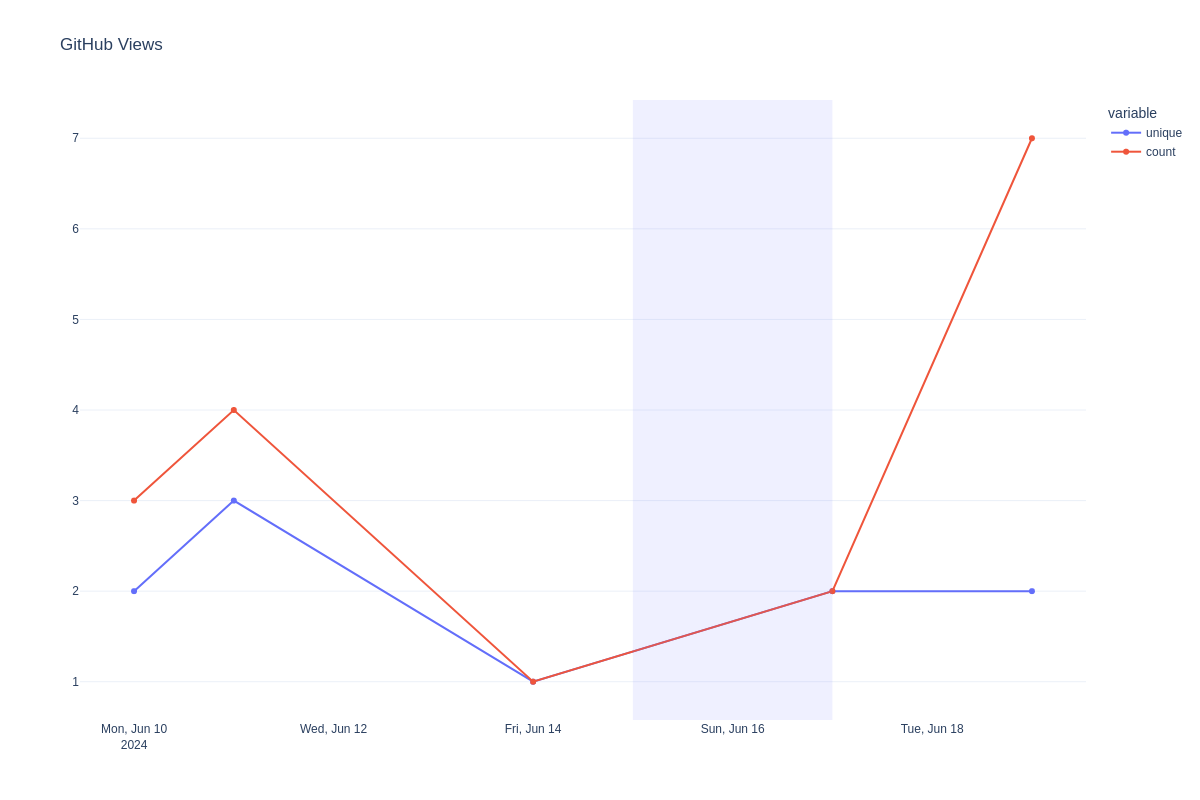 GitHub Views
variable
unique
count
7
6
5
4
3
2
1
Mon, Jun 10
2024
Wed, Jun 12
Fri, Jun 14
Sun, Jun 16
Tue, Jun 18